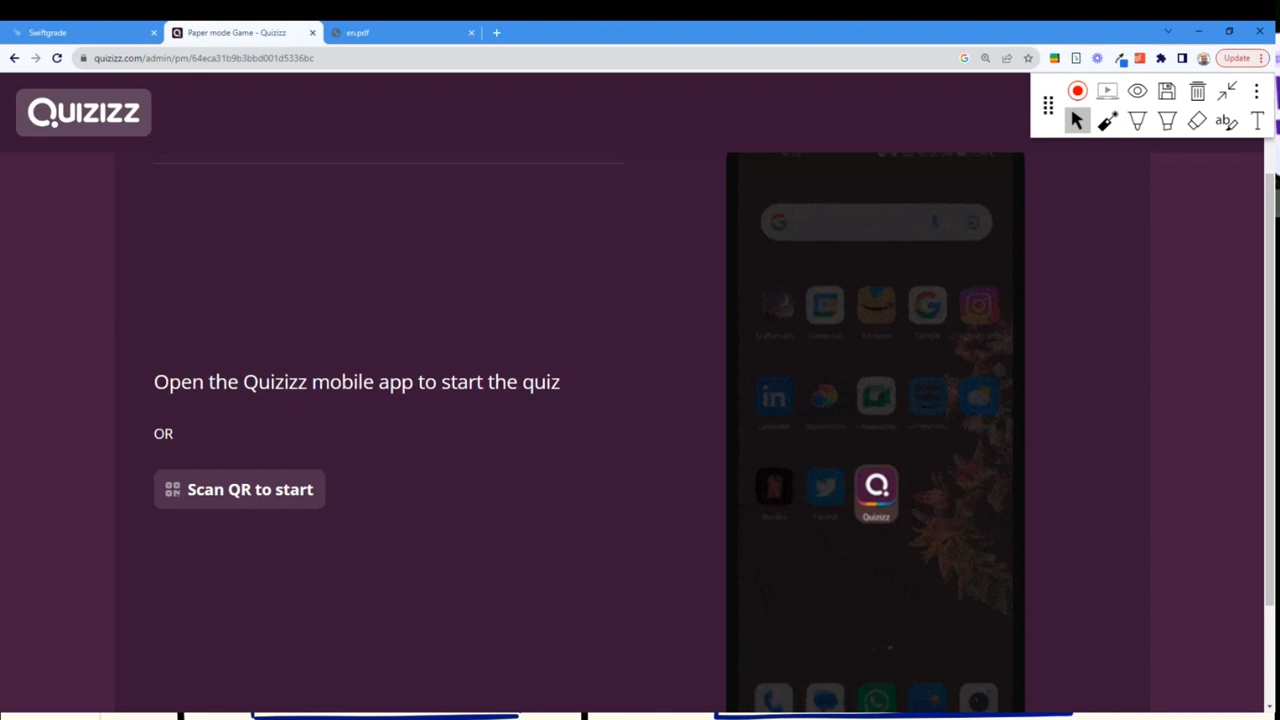 Swiftgrade
Paper mode Game - Quizizz
en.pdf
quizizz.com/admin/pm/64eca31b9b3bbd001d5336bc
Update
QUIZIZZ
ab
T
Open the Quizizz mobile app to start the quiz
OR
Scan QR to start
Quizizz